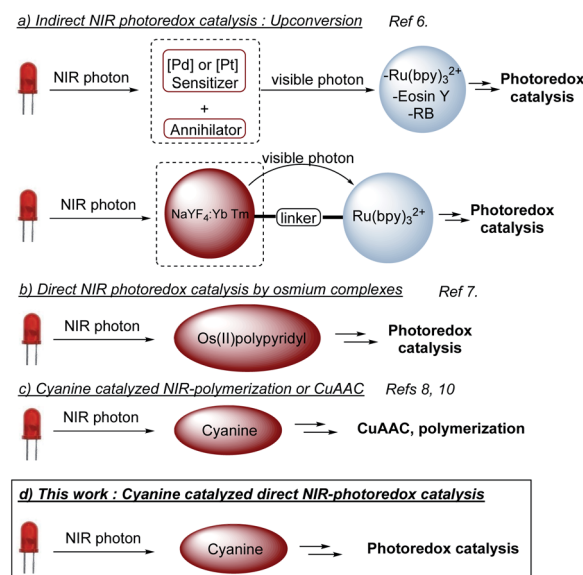 a) Indirect NIR photoredox catalysis : Upconversion Ref 6.
NIR photon
[Pd] or [Pt]
Sensitizer
+
Annihilator
visible photon
-Ru(bpy)₃²⁺
-Eosin Y
-RB
Photoredox
catalysis
NIR photon
NaYF₄:Yb Tm
visible photon
linker
Ru(bpy)₃²⁺
Photoredox
catalysis
b) Direct NIR photoredox catalysis by osmium complexes Ref 7.
NIR photon
Os(II)polypyridyl
Photoredox
catalysis
c) Cyanine catalyzed NIR-polymerization or CuAAC Refs 8, 10
NIR photon
Cyanine
CuAAC, polymerization
d) This work : Cyanine catalyzed direct NIR-photoredox catalysis
NIR photon
Cyanine
Photoredox catalysis